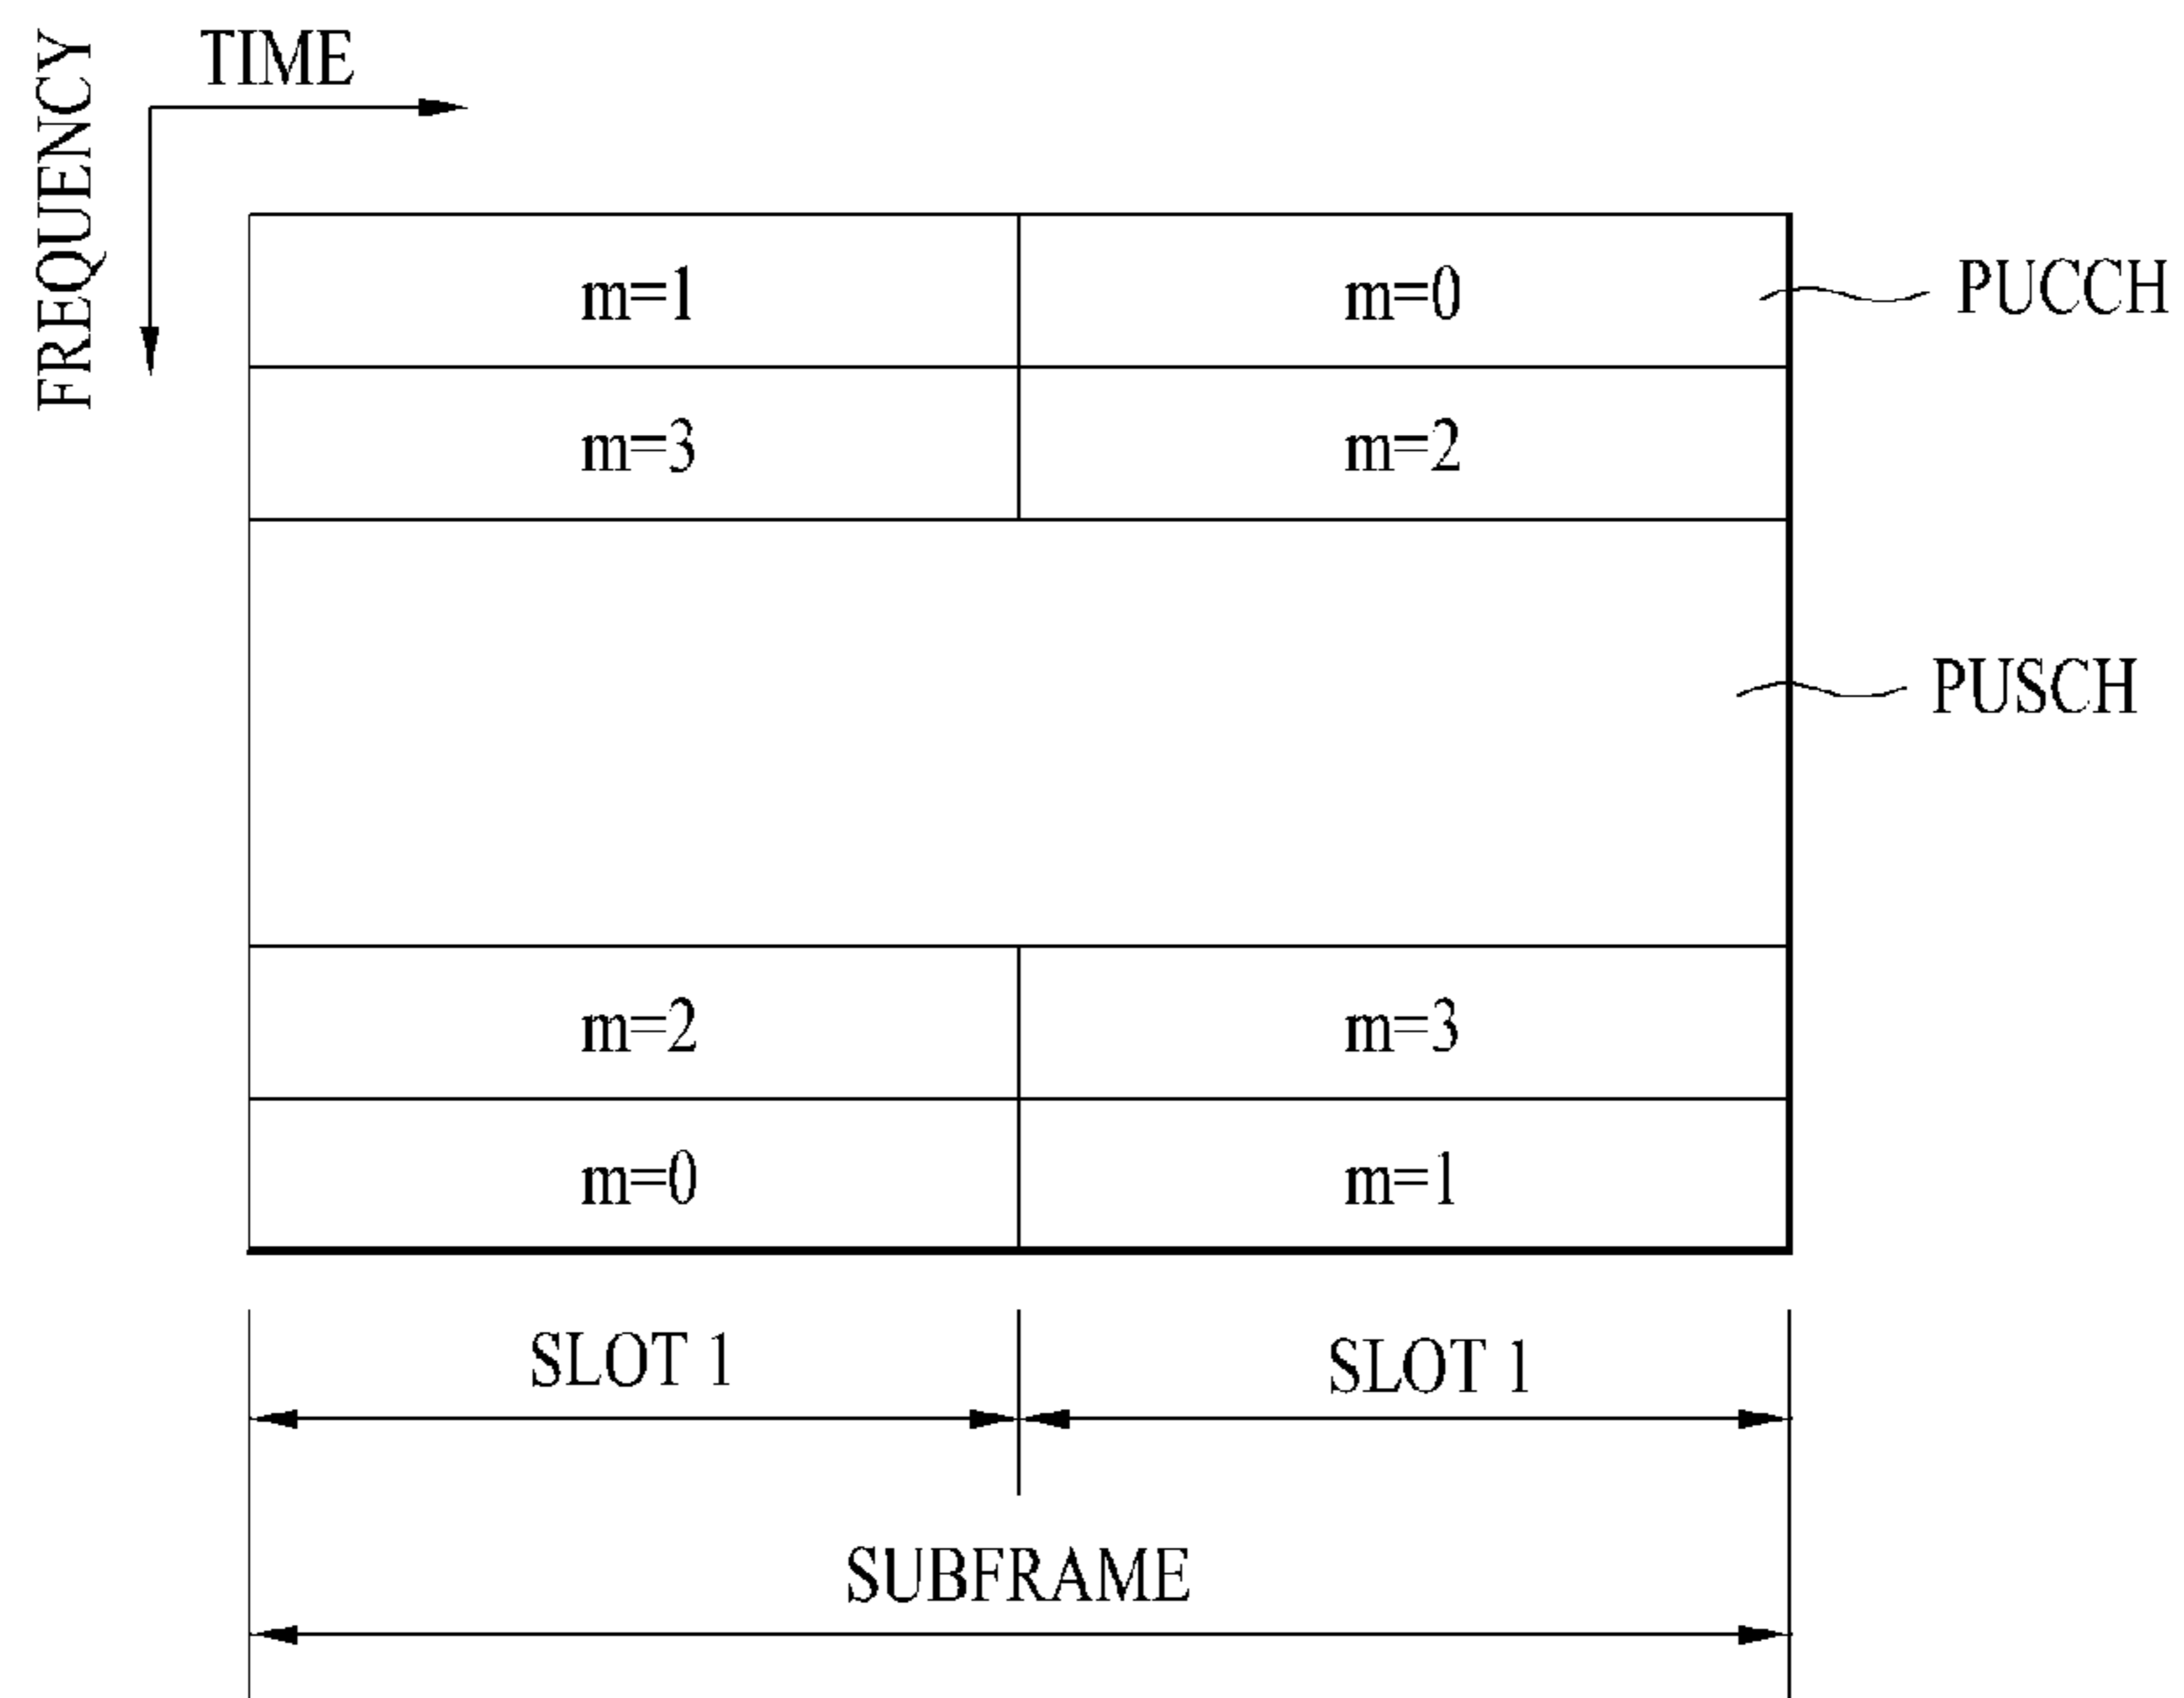 TIME
FREQUENCY
m=1 m=0 PUCCH
m=3 m=2
PUSCH
m=2 m=3
m=0 m=1
SLOT 1 SLOT 1
SUBFRAME